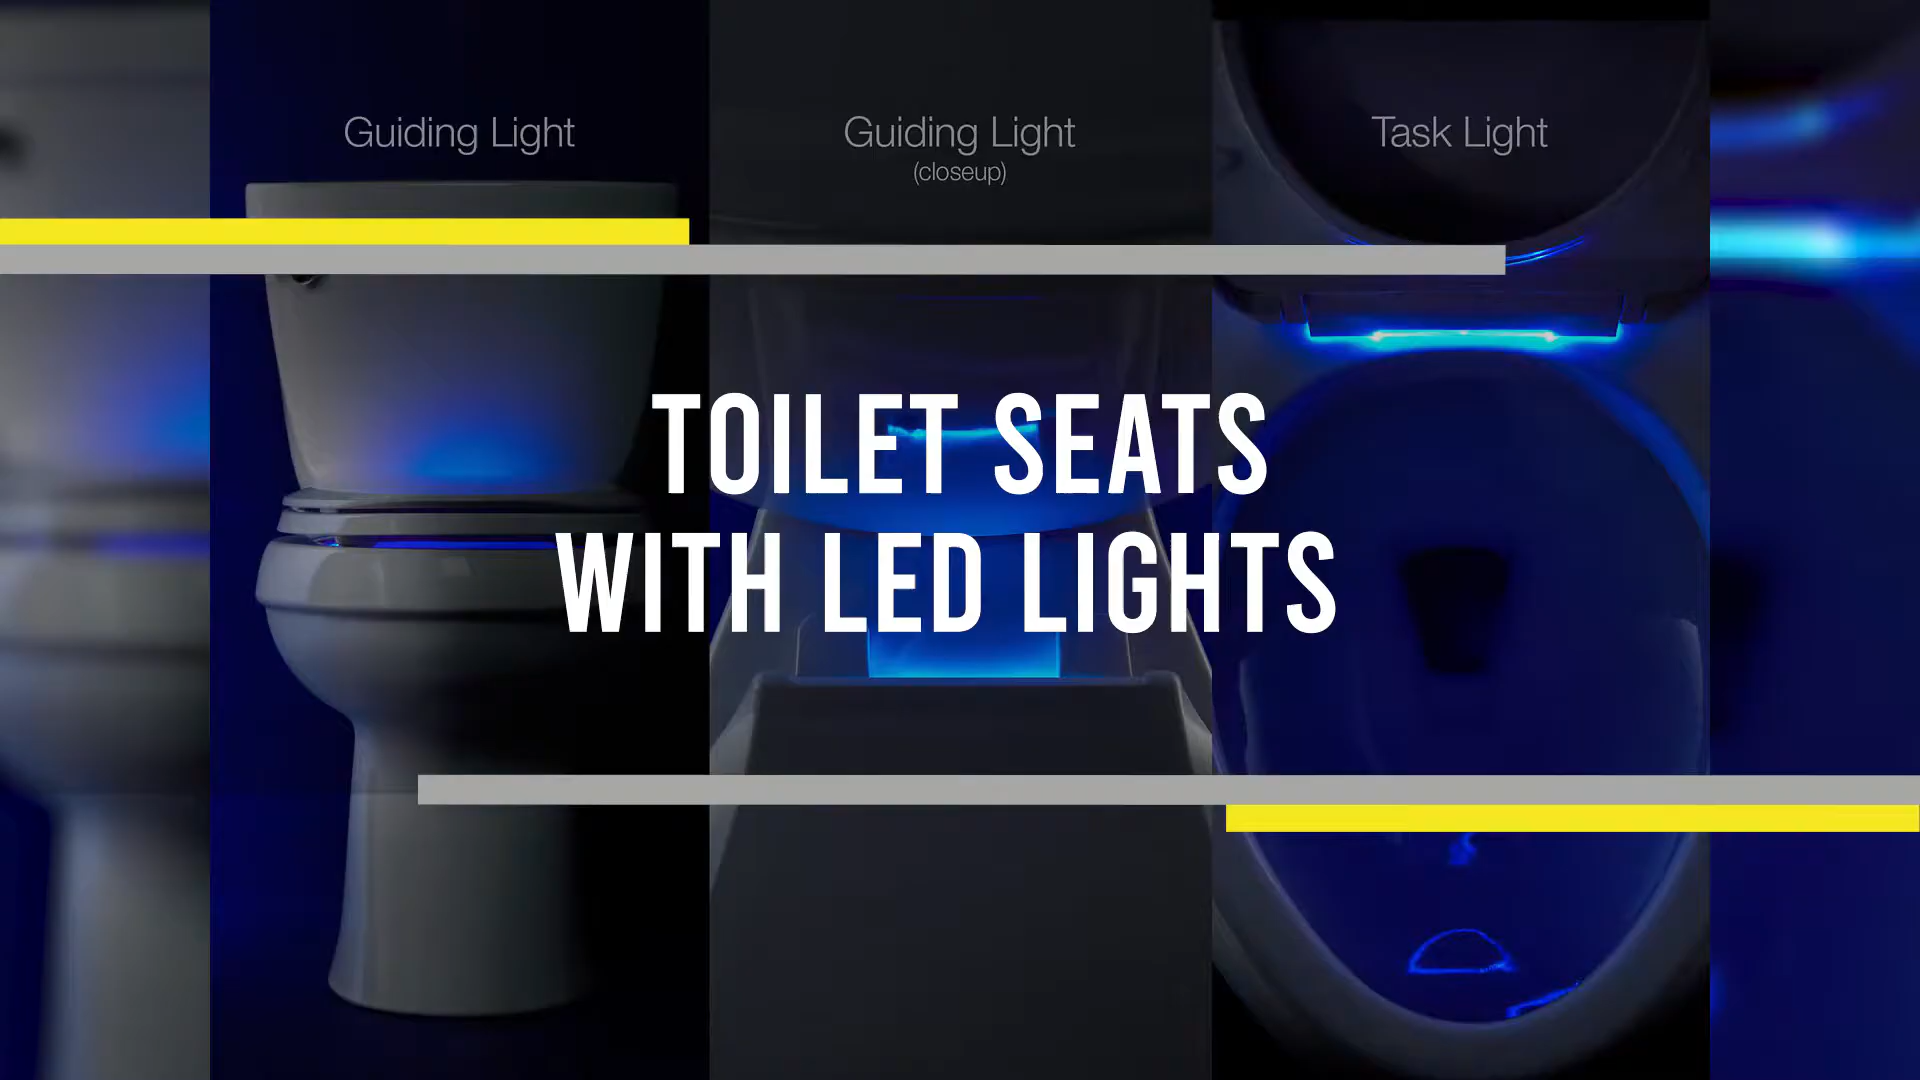 Guiding Light
Guiding Light
(closeup)
Task Light
TOILET SEATS
WITH LED LIGHTS